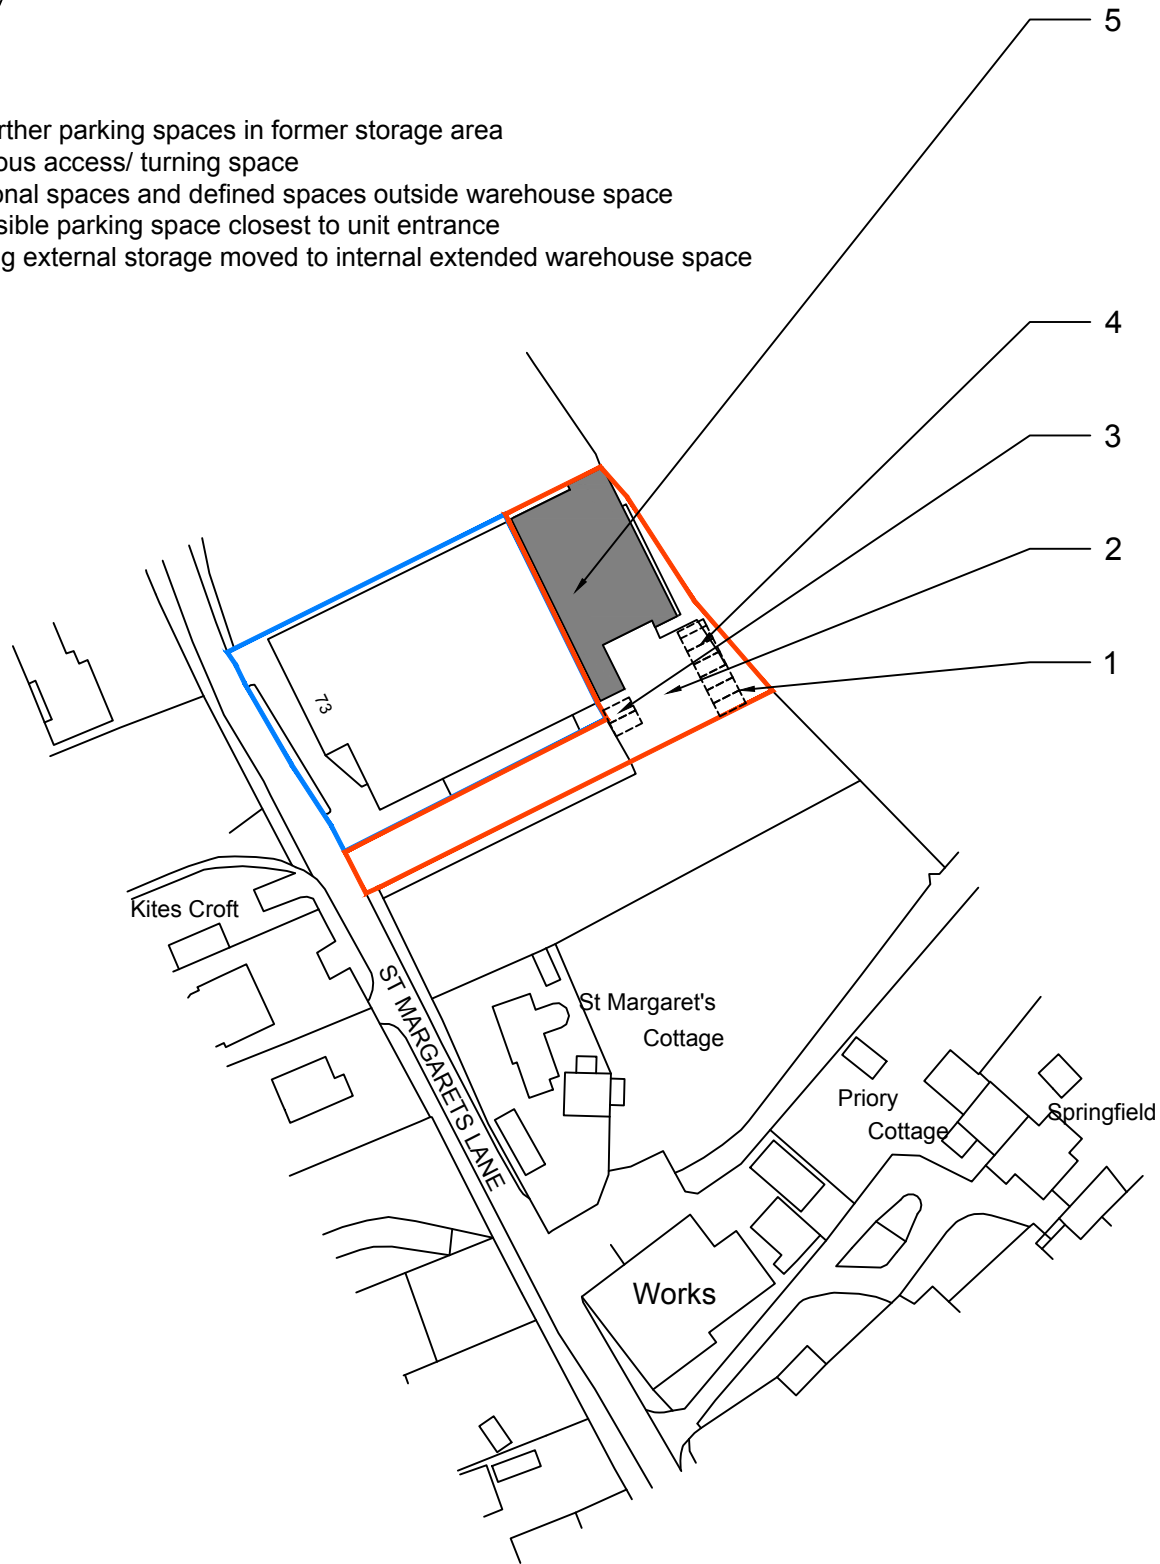 5
rther parking spaces in former storage area
ous access/ turning space
onal spaces and defined spaces outside warehouse space
sible parking space closest to unit entrance
g external storage moved to internal extended warehouse space
4
3
2
1
73
Kites Croft
ST MARGARETS LANE
St Margaret's
Cottage
Priory
Cottage
Springfield
Works